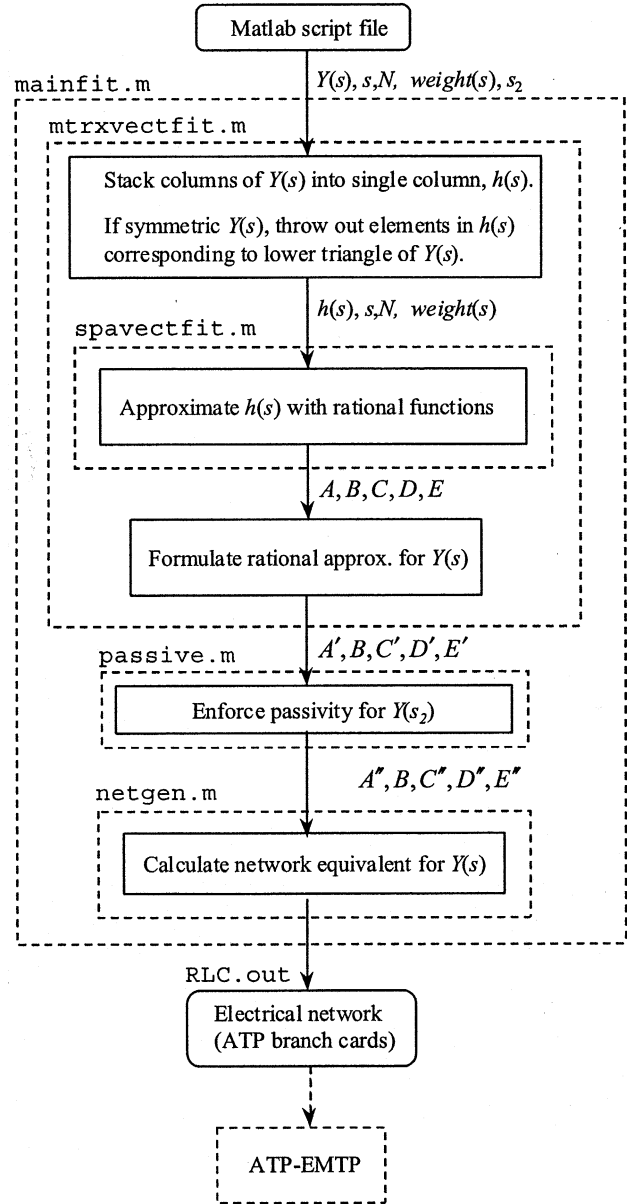 Matlab script file
Y(s), s,N, weight(s), s₂
mainfit.m
mtrxvectfit.m
Stack columns of Y(s) into single column, h(s).
If symmetric Y(s), throw out elements in h(s)
corresponding to lower triangle of Y(s).
h(s), s,N, weight(s)
spavectfit.m
Approximate h(s) with rational functions
A, B, C, D, E
Formulate rational approx. for Y(s)
A′, B, C′, D′, E′
passive.m
Enforce passivity for Y(s₂)
A″, B, C″, D″, E″
netgen.m
Calculate network equivalent for Y(s)
RLC.out
Electrical network
(ATP branch cards)
ATP-EMTP